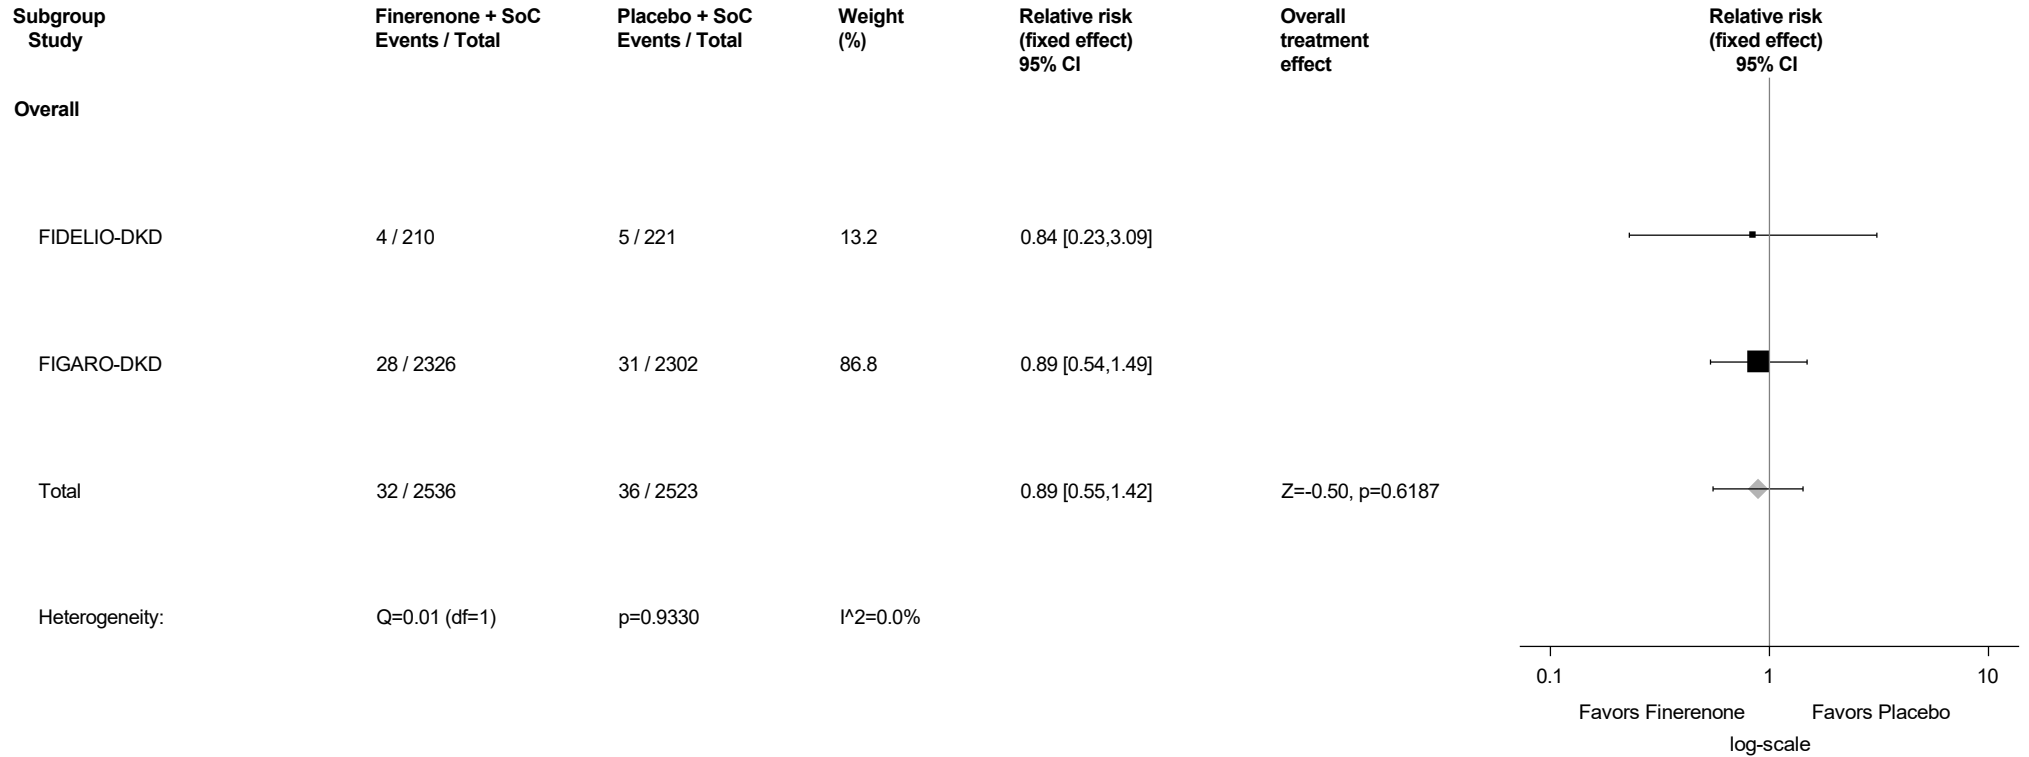 Subgroup Finerenone + SoC Placebo + SoC Weight Relative risk Overall Relative risk
Study Events / Total Events / Total (%) (fixed effect) treatment (fixed effect)
95% CI effect 95% CI
Overall
FIDELIO-DKD 4 / 210 5 / 221 13.2 0.84 [0.23,3.09]
FIGARO-DKD 28 / 2326 31 / 2302 86.8 0.89 [0.54,1.49]
Total 32 / 2536 36 / 2523 0.89 [0.55,1.42] Z=-0.50, p=0.6187
Heterogeneity: Q=0.01 (df=1) p=0.9330 I^2=0.0%
0.1 1 10
Favors Finerenone Favors Placebo
log-scale